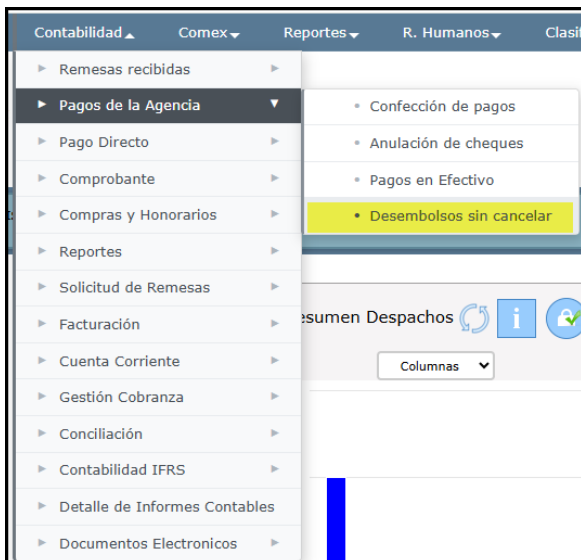 Contabilidad Comex Reportes R. Humanos
Remesas recibidas
Pagos de la Agencia
Confección de pagos
Pago Directo
Anulación de cheques
Comprobante
Pagos en Efectivo
Compras y Honorarios
Desembolsos sin cancelar
Reportes
Solicitud de Remesas
Facturación
Despachos i
Cuenta Corriente
Columnas
Gestión Cobranza
Conciliación
Contabilidad IFRS
Detalle de Informes Contables
Documentos Electronicos